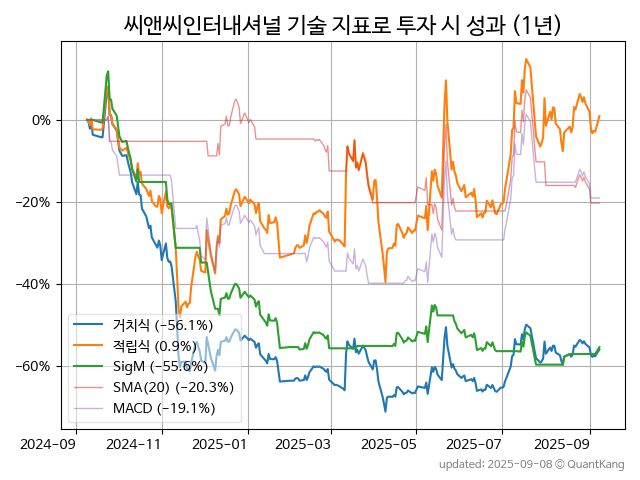 씨앤씨인터내셔널 기술 지표로 투자 시 성과 (1년)
0%
−20%
−40%
−60%
거치식 (−56.1%)
적립식 (0.9%)
SigM (−55.6%)
SMA(20) (−20.3%)
MACD (−19.1%)
2024-09
2024-11
2025-01
2025-03
2025-05
2025-07
2025-09
updated: 2025-09-08 © QuantKang